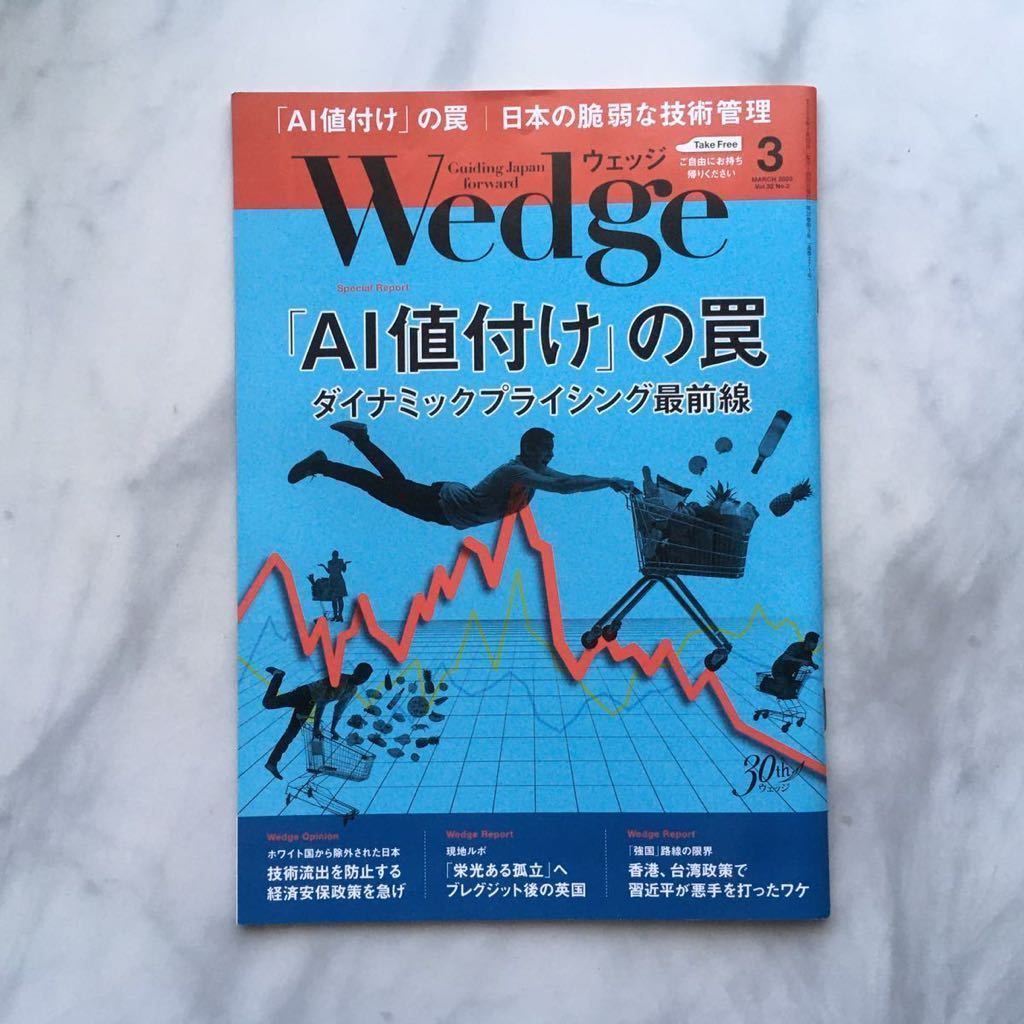 「AI値付け」の罠 | 日本の脆弱な技術管理
Wedge
Guiding Japan
forward
ウェッジ
Take Free
ご自由にお持ち
帰りください
3
MARCH 2020
Vol.32 No.3
Special Report
「AI値付け」の罠
ダイナミックプライシング最前線
30th
ウェッジ
Wedge Opinion
ホワイト国から除外された日本
技術流出を防止する
経済安保政策を急げ
Wedge Report
現地ルポ
「栄光ある孤立」へ
ブレグジット後の英国
Wedge Report
「強国」路線の限界
香港、台湾政策で
習近平が悪手を打ったワケ